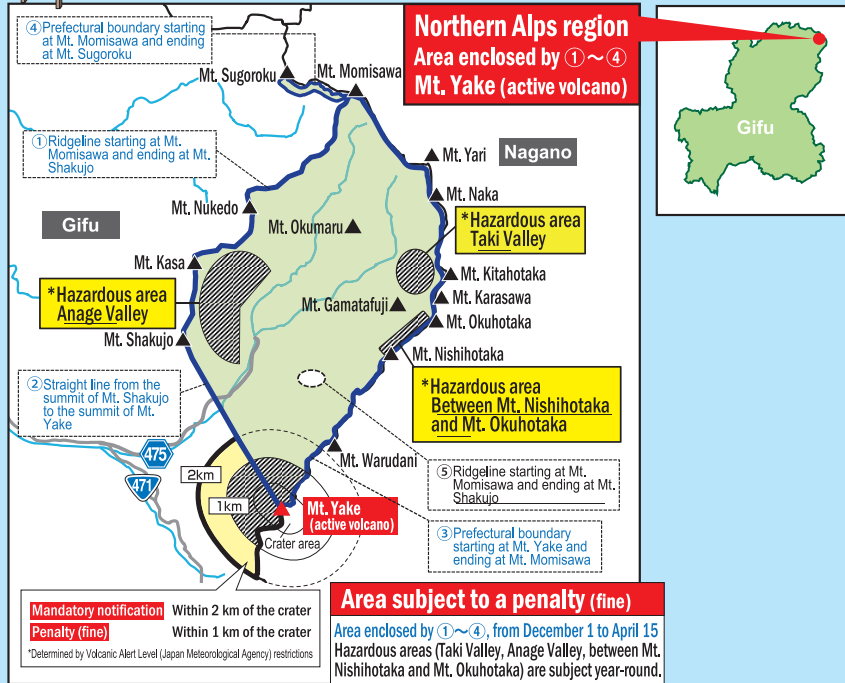 ④Prefectural boundary starting
at Mt. Momisawa and ending
at Mt. Sugoroku
Northern Alps region
Area enclosed by ①～④
Mt. Yake (active volcano)
Gifu
Mt. Sugoroku
Mt. Momisawa
①Ridgeline starting at Mt.
Momisawa and ending at Mt.
Shakujo
Mt. Yari
Nagano
Mt. Nukedo
Mt. Naka
Gifu
Mt. Okumaru
*Hazardous area
Taki Valley
Mt. Kasa
Mt. Kitahotaka
*Hazardous area
Anage Valley
Mt. Gamatafuji
Mt. Karasawa
Mt. Okuhotaka
Mt. Shakujo
Mt. Nishihotaka
②Straight line from the
summit of Mt. Shakujo
to the summit of Mt.
Yake
*Hazardous area
Between Mt. Nishihotaka
and Mt. Okuhotaka
475
471
Mt. Warudani
2km
1km
⑤Ridgeline starting at Mt.
Momisawa and ending at Mt.
Shakujo
Mt. Yake
(active volcano)
Crater area
③Prefectural boundary
starting at Mt. Yake and
ending at Mt. Momisawa
Mandatory notification Within 2 km of the crater
Penalty (fine) Within 1 km of the crater
*Determined by Volcanic Alert Level (Japan Meteorological Agency) restrictions
Area subject to a penalty (fine)
Area enclosed by ①～④, from December 1 to April 15
Hazardous areas (Taki Valley, Anage Valley, between Mt.
Nishihotaka and Mt. Okuhotaka) are subject year-round.